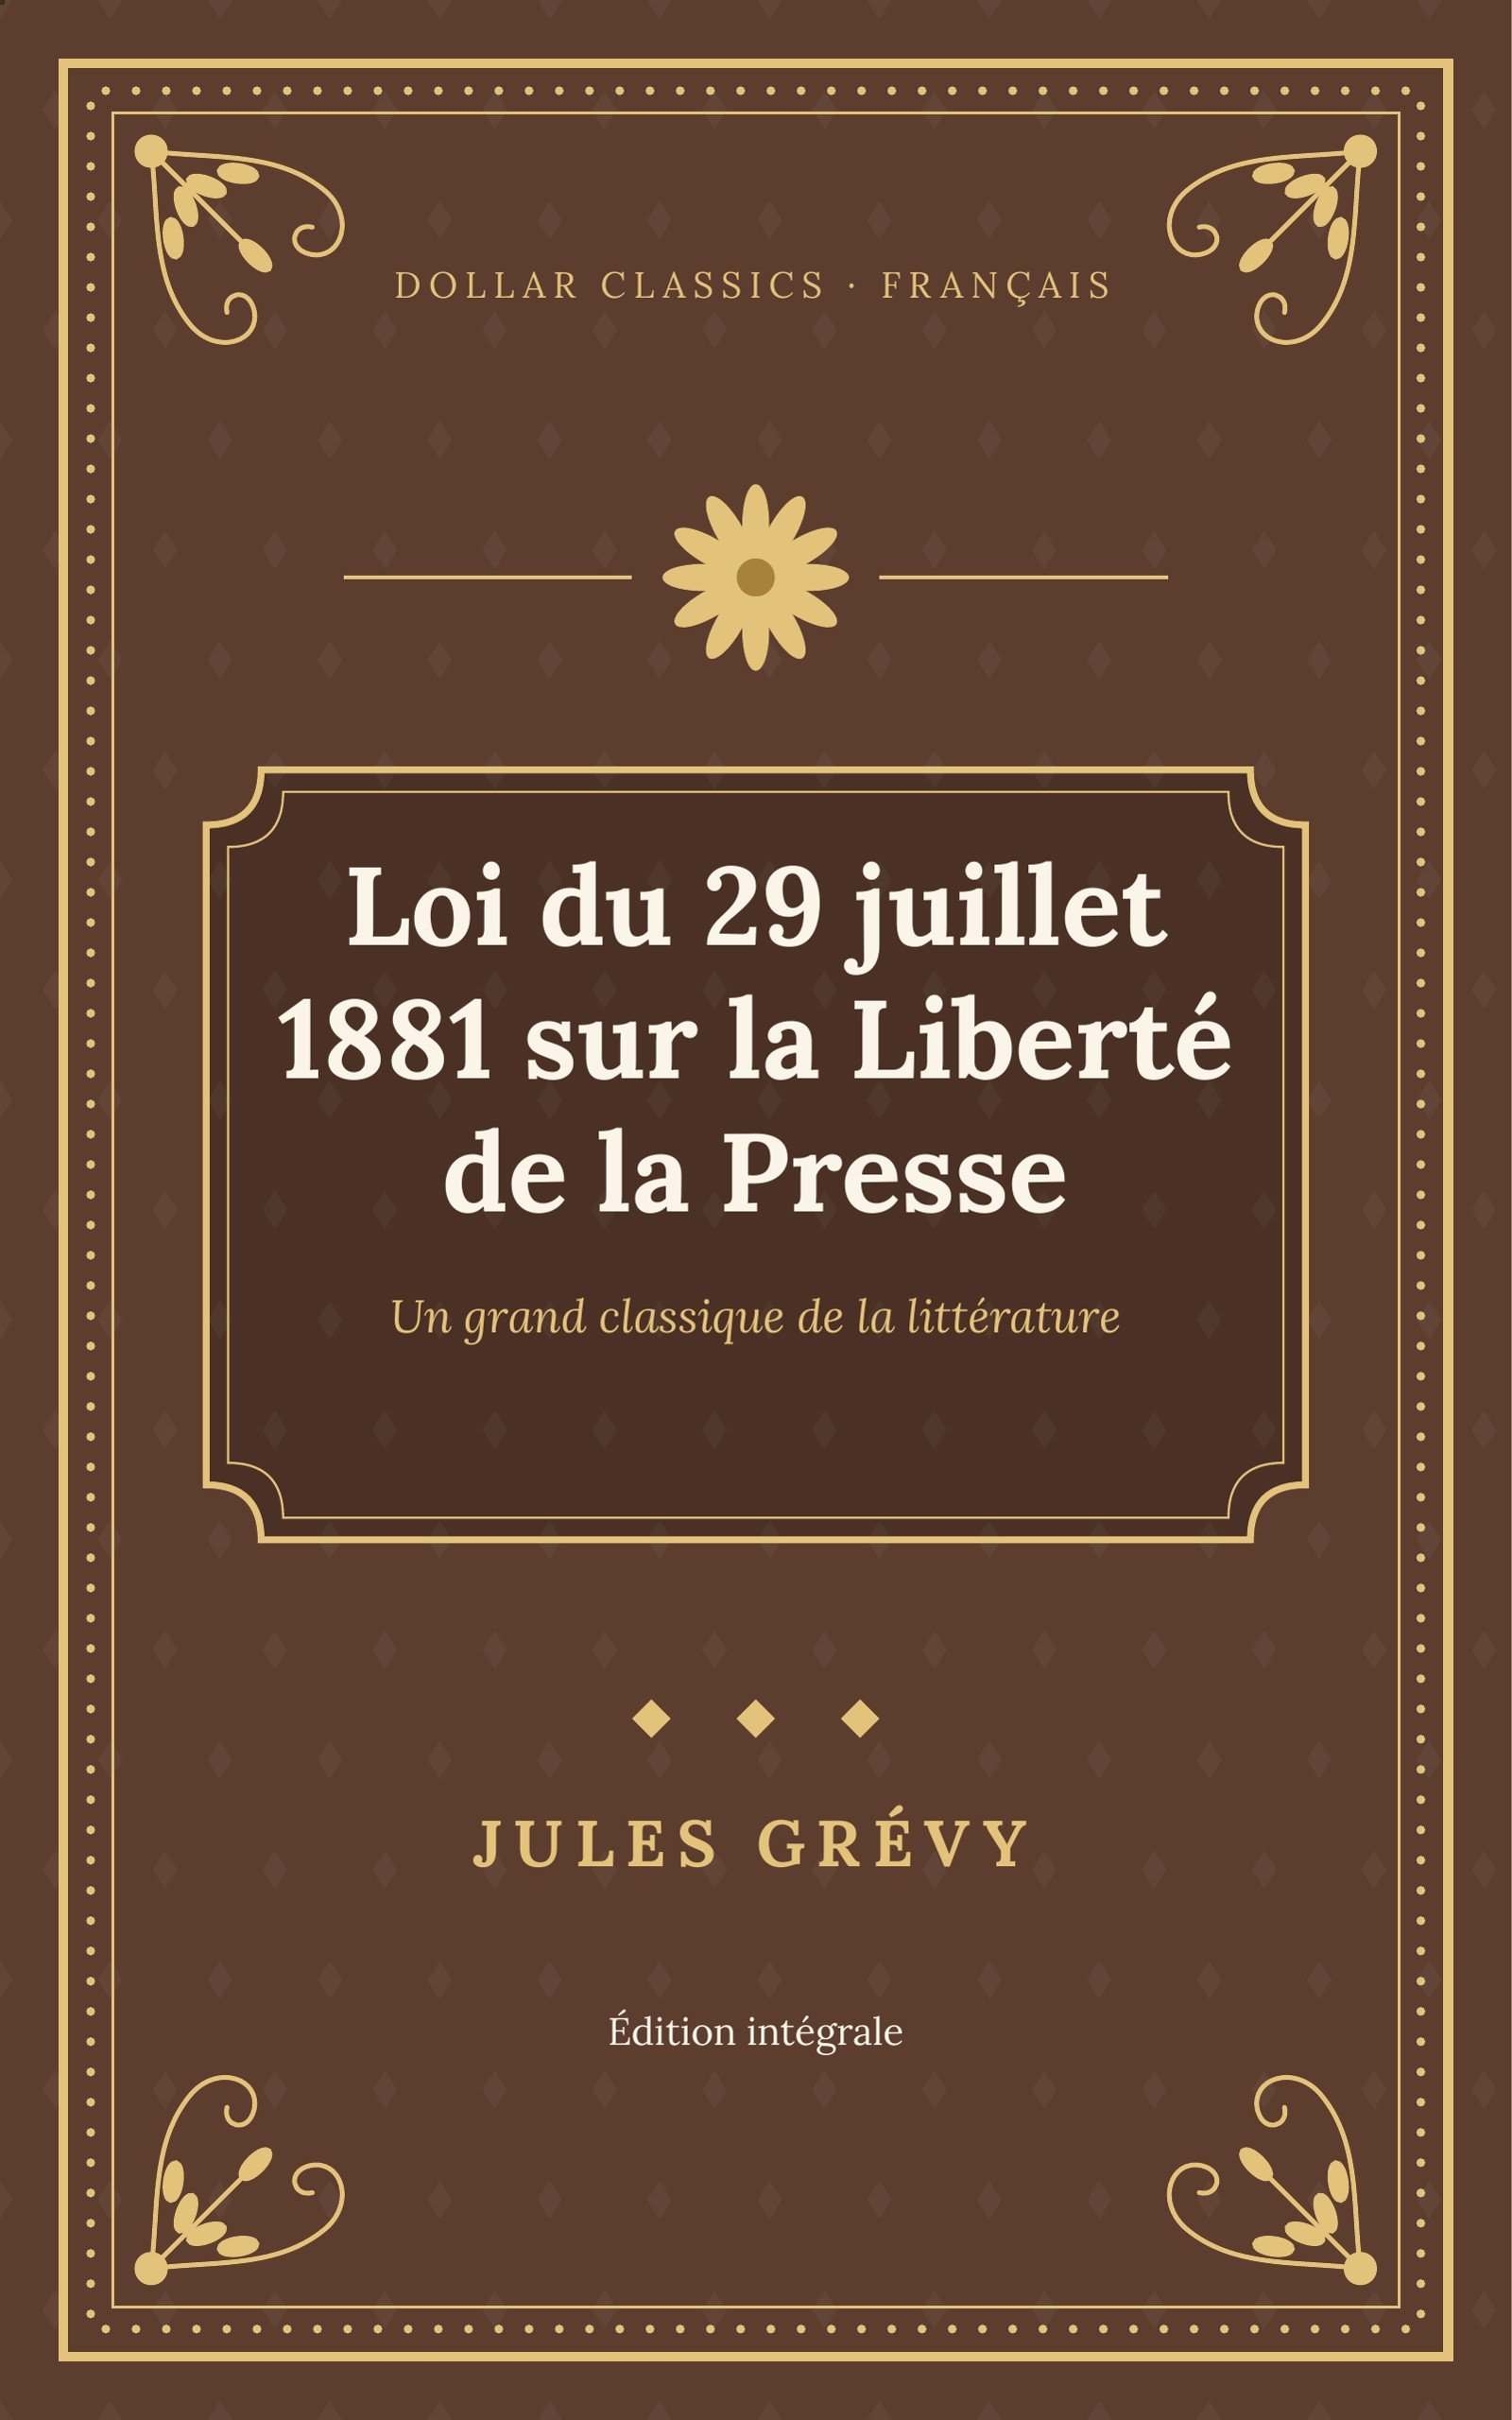 DOLLAR CLASSICS · FRANÇAIS
Loi du 29 juillet
1881 sur la Liberté
de la Presse
Un grand classique de la littérature
JULES GRÉVY
Édition intégrale